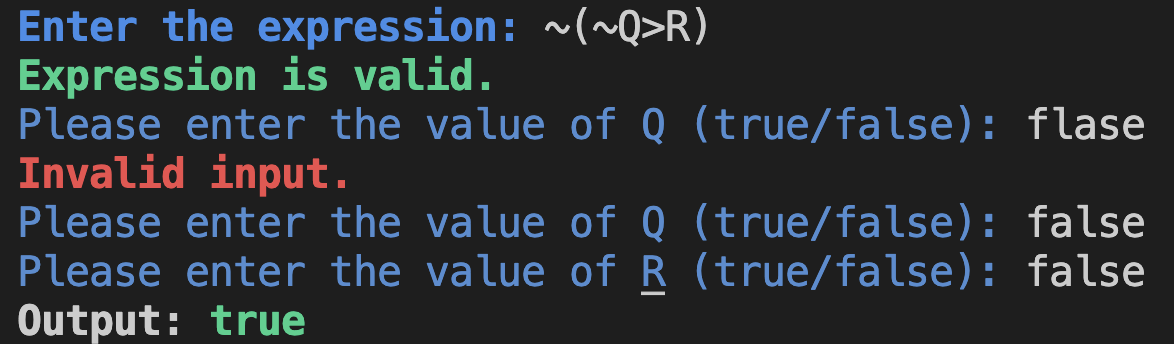 Enter the expression: ~(~Q>R)
Expression is valid.
Please enter the value of Q (true/false): flase
Invalid input.
Please enter the value of Q (true/false): false
Please enter the value of R (true/false): false
Output: true